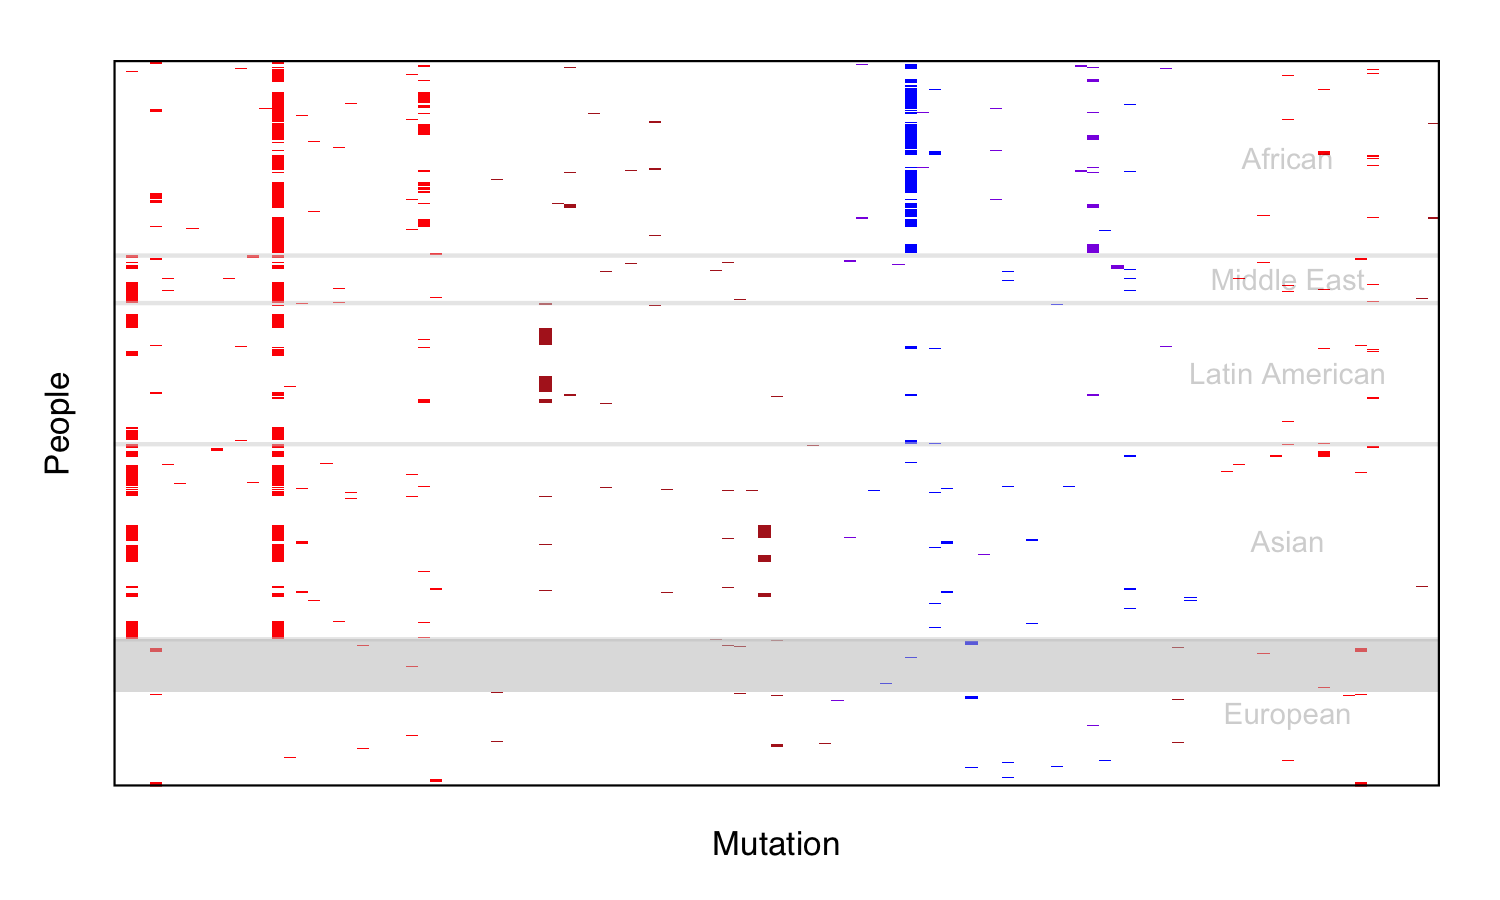 African
Middle East
Latin American
People
Asian
European
Mutation